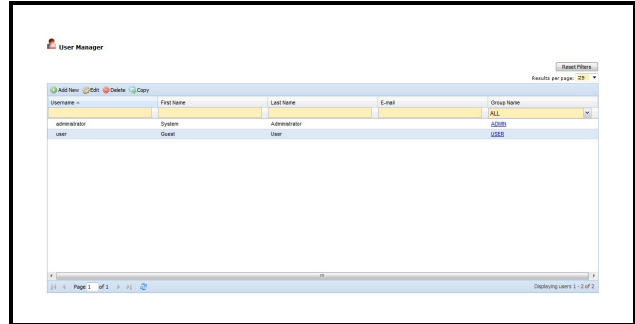 User Manager
Reset Filters
Results per page: 25
Add New Edit Delete Copy
Username First Name Last Name E-mail Group Name
ALL
administrator System Administrator ADMIN
user Guest User USER
Page 1 of 1 Displaying users 1 - 2 of 2